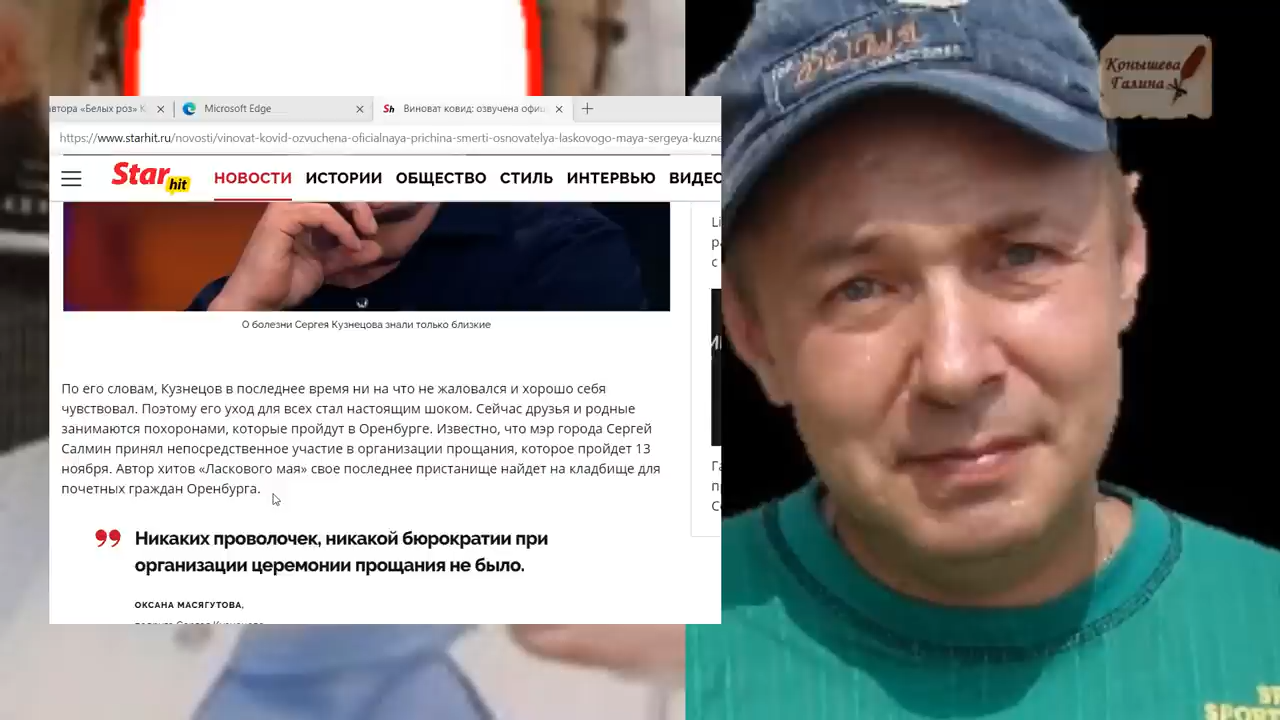 втора «Белых роз» К
Microsoft Edge
Виноват ковид: озвучена офиц
https://www.starhit.ru/novosti/vinovat-kovid-ozvuchena-oficialnaya-prichina-smerti-osnovatelya-laskovogo-maya-sergeya-kuzne
Star hit
НОВОСТИ ИСТОРИИ ОБЩЕСТВО СТИЛЬ ИНТЕРВЬЮ ВИДЕО
О болезни Сергея Кузнецова знали только близкие
По его словам, Кузнецов в последнее время ни на что не жаловался и хорошо себя
чувствовал. Поэтому его уход для всех стал настоящим шоком. Сейчас друзья и родные
занимаются похоронами, которые пройдут в Оренбурге. Известно, что мэр города Сергей
Салмин принял непосредственное участие в организации прощания, которое пройдет 13
ноября. Автор хитов «Ласкового мая» свое последнее пристанище найдет на кладбище для
почетных граждан Оренбурга.
Никаких проволочек, никакой бюрократии при
организации церемонии прощания не было.
ОКСАНА МАСЯГУТОВА,
Конышева
Галина